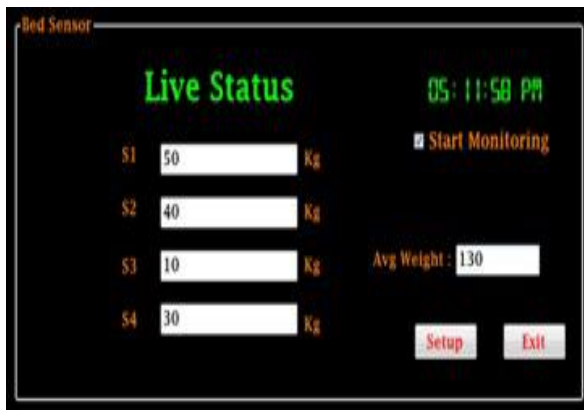 Bed Sensor
Live Status
05:11:58 PM
Start Monitoring
S1 50 Kg
S2 40 Kg
S3 10 Kg
Avg Weight : 130
S4 30 Kg
Setup Exit